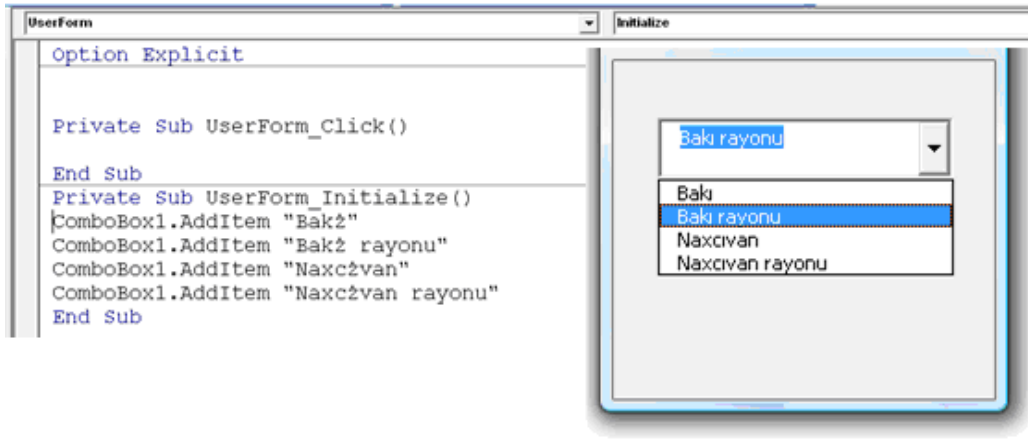 UserForm
Initialize
Option Explicit
Private Sub UserForm_Click()
End Sub
Private Sub UserForm_Initialize()
ComboBox1.AddItem "Bakż"
ComboBox1.AddItem "Bakż rayonu"
ComboBox1.AddItem "Naxcżvan"
ComboBox1.AddItem "Naxcżvan rayonu"
End Sub
Bakı rayonu
Bakı
Bakı rayonu
Naxcıvan
Naxcıvan rayonu